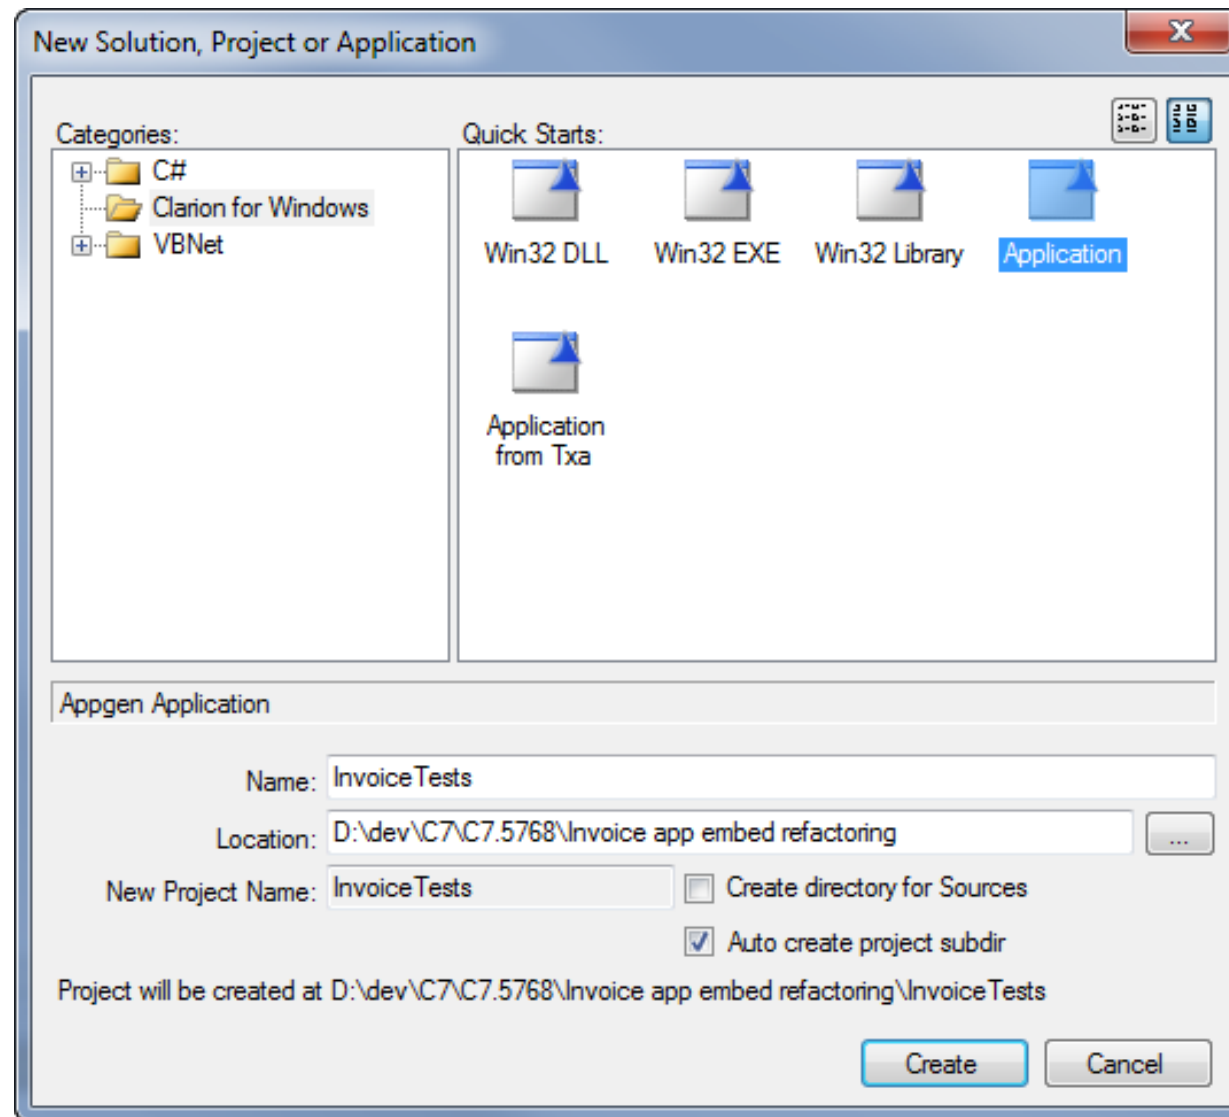 New Solution, Project or Application
Categories:
Quick Starts:
C#
Clarion for Windows
VBNet
Win32 DLL
Win32 EXE
Win32 Library
Application
Application
from Txa
Appgen Application
Name: InvoiceTests
Location: D:\dev\C7\C7.5768\Invoice app embed refactoring
...
New Project Name: InvoiceTests
Create directory for Sources
Auto create project subdir
Project will be created at D:\dev\C7\C7.5768\Invoice app embed refactoring\InvoiceTests
Create
Cancel